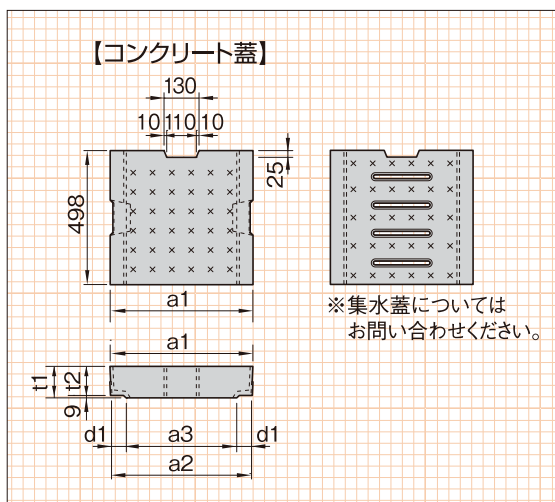 【コンクリート蓋】
130
10 110 10
25
498
a1
※集水蓋については
お問い合わせください。
a1
t1
t2
9
d1 a3 d1
a2